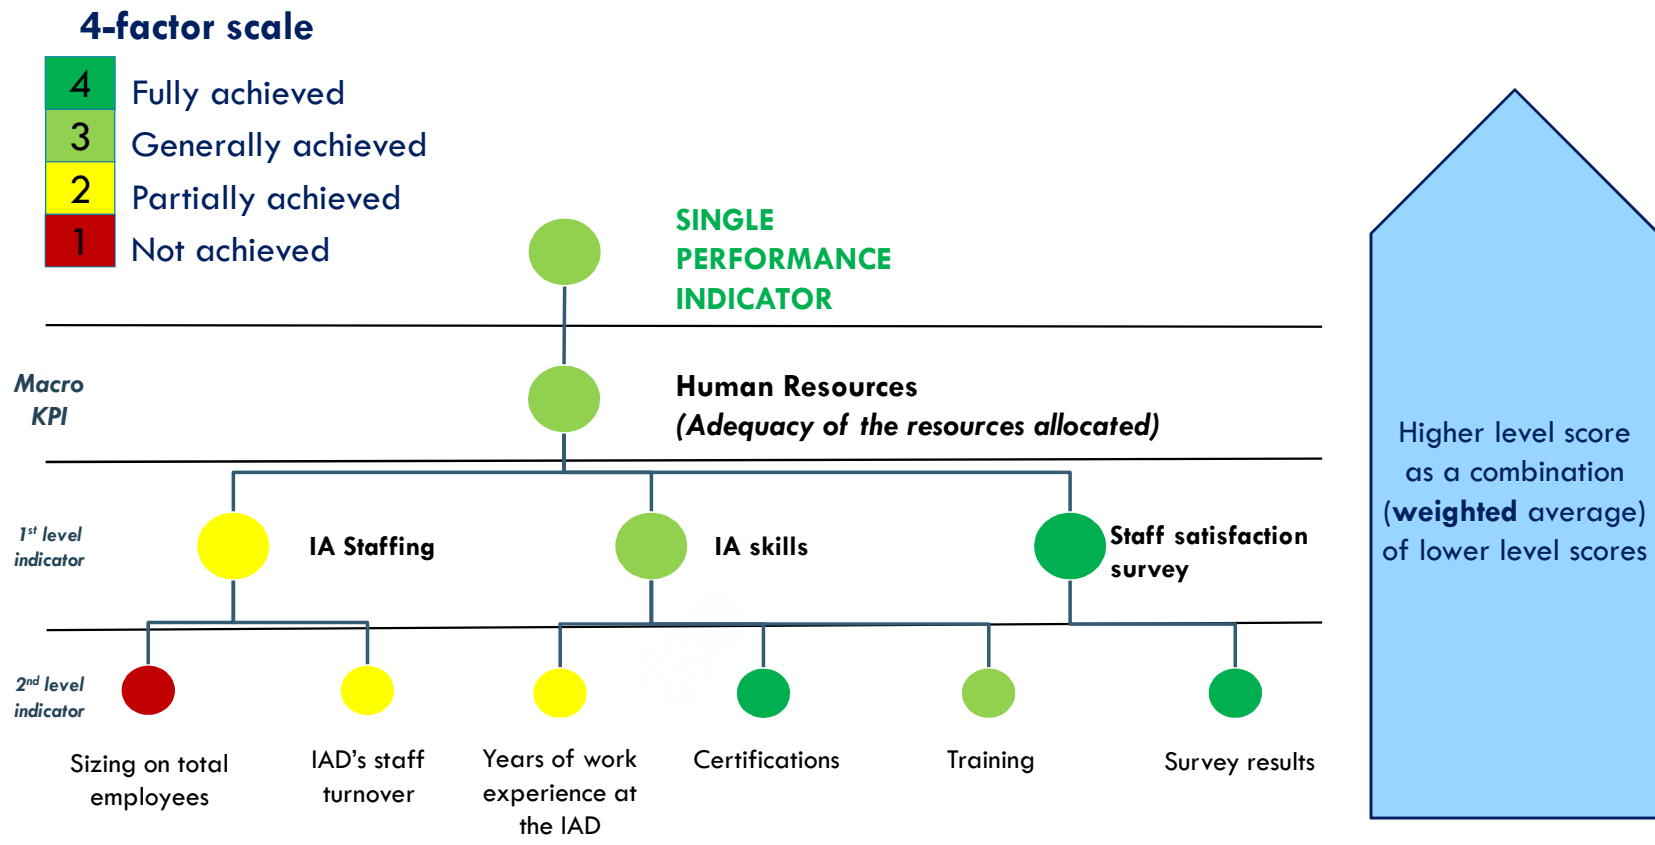 4-factor scale
4
Fully achieved
3
Generally achieved
2
Partially achieved
1
Not achieved
SINGLE
PERFORMANCE
INDICATOR
Macro
KPI
Human Resources
(Adequacy of the resources allocated)
1st level
indicator
IA Staffing
IA skills
Staff satisfaction
survey
2nd level
indicator
Sizing on total
employees
IAD's staff
turnover
Years of work
experience at
the IAD
Certifications
Training
Survey results
Higher level score
as a combination
(weighted average)
of lower level scores